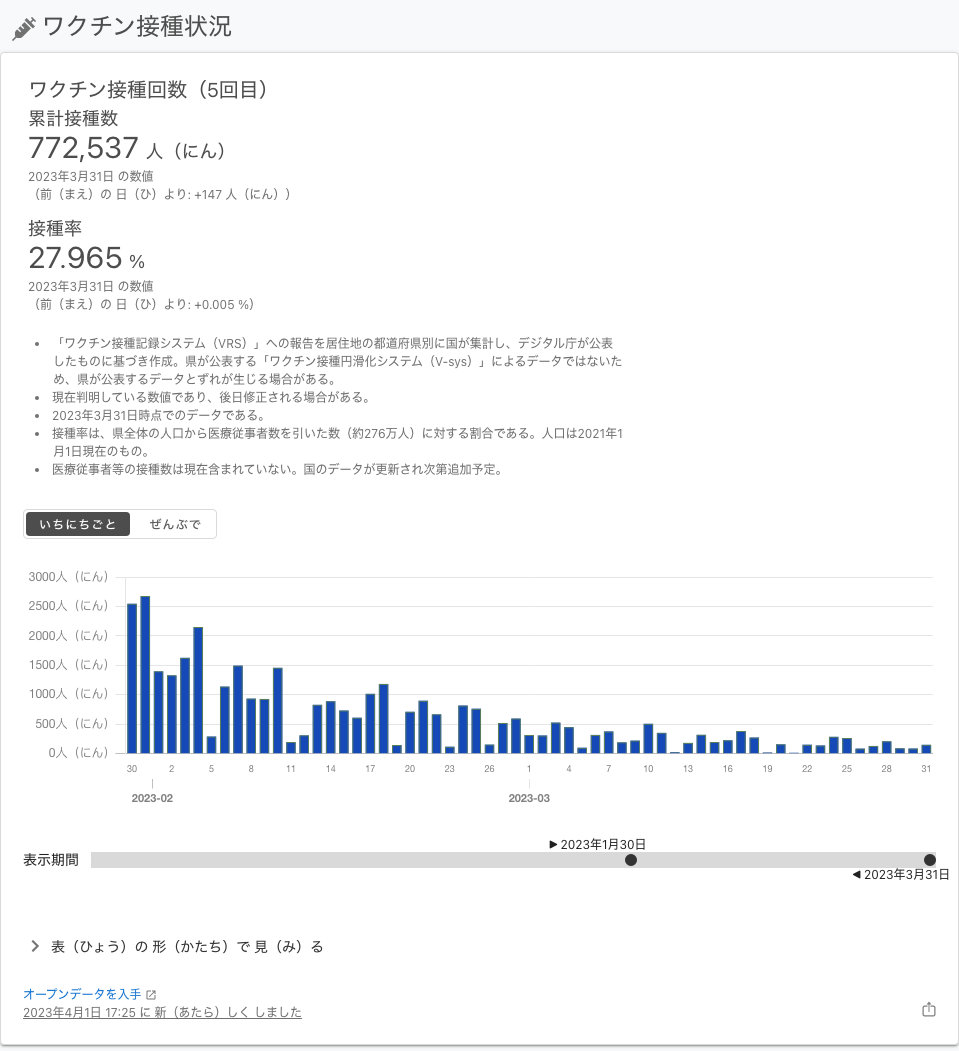 ワクチン接種状況
ワクチン接種回数（5回目）
累計接種数
772,537 人（にん）
2023年3月31日 の数値
（前（まえ）の 日（ひ）より: +147 人（にん））
接種率
27.965 %
2023年3月31日 の数値
（前（まえ）の 日（ひ）より: +0.005 %）
「ワクチン接種記録システム（VRS）」への報告を居住地の都道府県別に国が集計し、デジタル庁が公表
したものに基づき作成。県が公表する「ワクチン接種円滑化システム（V-sys）」によるデータではないた
め、県が公表するデータとずれが生じる場合がある。
現在判明している数値であり、後日修正される場合がある。
2023年3月31日時点でのデータである。
接種率は、県全体の人口から医療従事者数を引いた数（約276万人）に対する割合である。人口は2021年1
月1日現在のもの。
医療従事者等の接種数は現在含まれていない。国のデータが更新され次第追加予定。
いちにちごと ぜんぶで
3000人（にん）
2500人（にん）
2000人（にん）
1500人（にん）
1000人（にん）
500人（にん）
0人（にん）
30 2 5 8 11 14 17 20 23 26 1 4 7 10 13 16 19 22 25 28 31
2023-02 2023-03
2023年1月30日
表示期間
2023年3月31日
表（ひょう）の 形（かたち）で 見（み）る
オープンデータを入手
2023年4月1日 17:25 に 新（あたら）しく しました